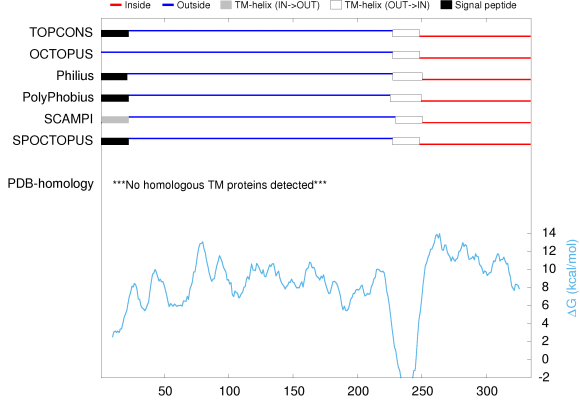 Inside Outside TM-helix (IN->OUT) TM-helix (OUT->IN) Signal peptide
TOPCONS
OCTOPUS
Philius
PolyPhobius
SCAMPI
SPOCTOPUS
PDB-homology ***No homologous TM proteins detected***
14
12
10
8
6
4
2
0
-2
ΔG (kcal/mol)
50 100 150 200 250 300